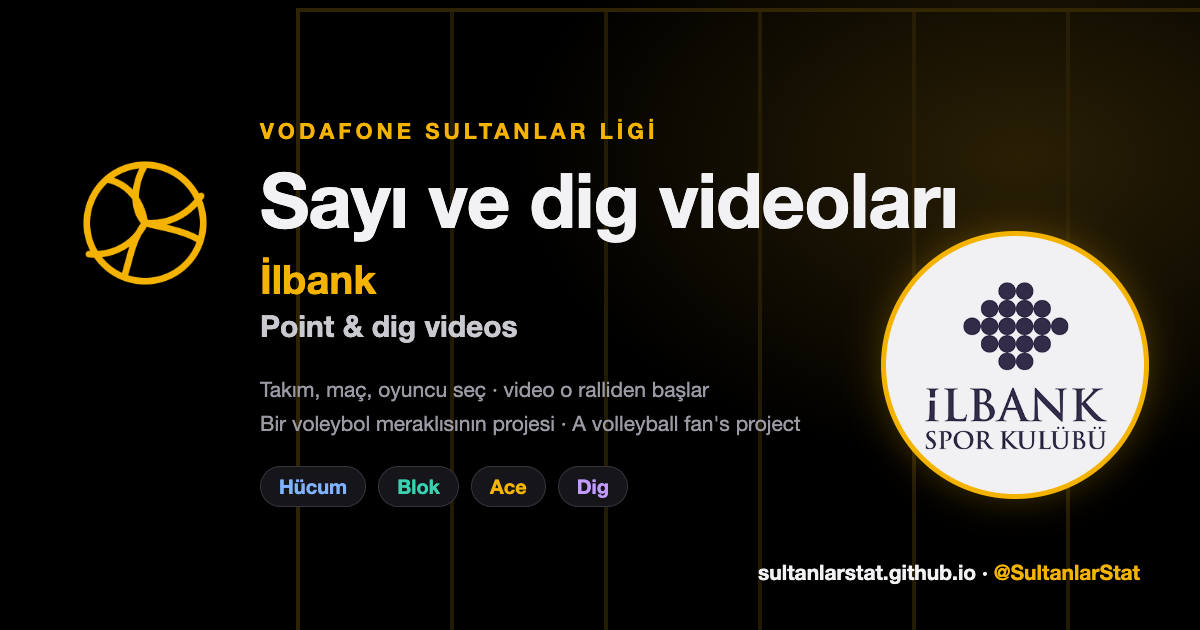 VODAFONE SULTANLAR LİGİ
Sayı ve dig videoları
İlbank
Point & dig videos
Takım, maç, oyuncu seç · video o ralliden başlar
Bir voleybol meraklısının projesi · A volleyball fan's project
Hücum Blok Ace Dig
iLBANK
SPOR KULÜBÜ
sultanlarstat.github.io · @SultanlarStat